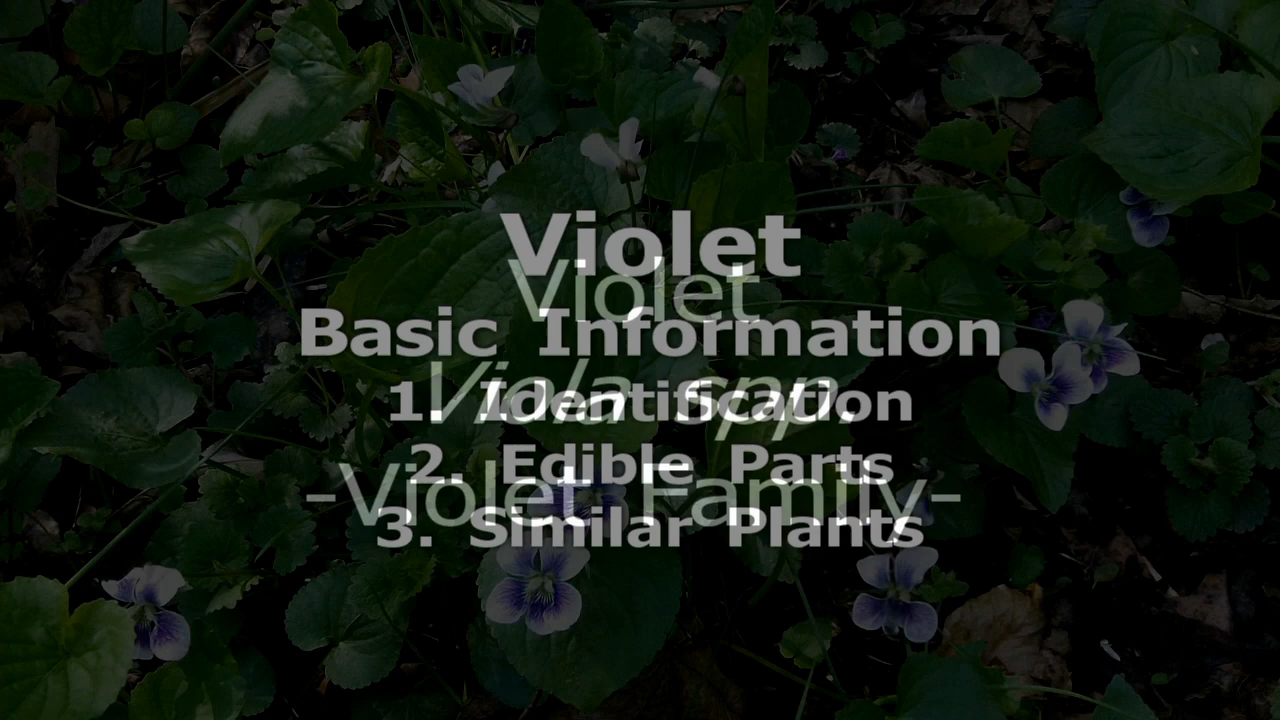 Violet
Violet
Basic Information
Viola spp.
1. Identification
2. Edible Parts
-Violet Family-
3. Similar Plants